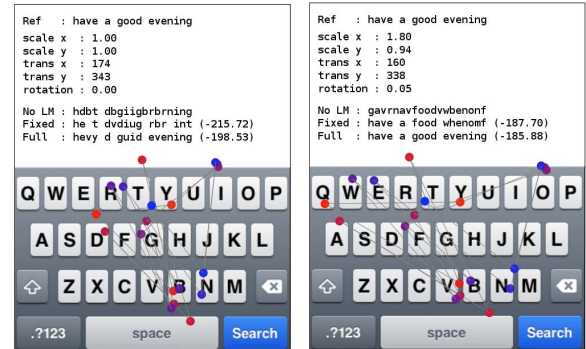 Ref   : have a good evening
scale x  : 1.00
scale y  : 1.00
trans x  : 174
trans y  : 343
rotation : 0.00
No LM : hdbt dbgiigbrbrning
Fixed : he t dvdiug rbr int (-215.72)
Full  : hevy d guid evening (-198.53)
Q W E R T Y U I O P
A S D F G H J K L
Z X C V B N M
.?123 space Search
Ref   : have a good evening
scale x  : 1.80
scale y  : 0.94
trans x  : 160
trans y  : 338
rotation : 0.05
No LM : gavrnavfoodvwbenonf
Fixed : have a food whenomf (-187.70)
Full  : have a good evening (-185.88)
Q W E R T Y U I O P
A S D F G H J K L
Z X C V B N M
.?123 space Search